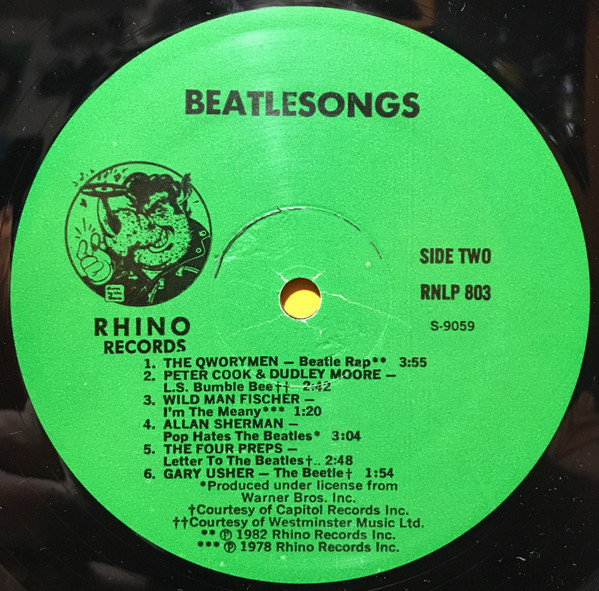 BEATLESONGS
SIDE TWO
RNLP 803
S-9059
RHINO
RECORDS
1. THE QWORYMEN – Beatle Rap** 3:55
2. PETER COOK & DUDLEY MOORE –
L.S. Bumble Bee†† 2:42
3. WILD MAN FISCHER –
I'm The Meany*** 1:20
4. ALLAN SHERMAN –
Pop Hates The Beatles* 3:04
5. THE FOUR PREPS –
Letter To The Beatles†.. 2:48
6. GARY USHER – The Beetle† 1:54
*Produced under license from
Warner Bros. Inc.
†Courtesy of Capitol Records Inc.
††Courtesy of Westminster Music Ltd.
** ℗ 1982 Rhino Records Inc.
*** ℗ 1978 Rhino Records Inc.